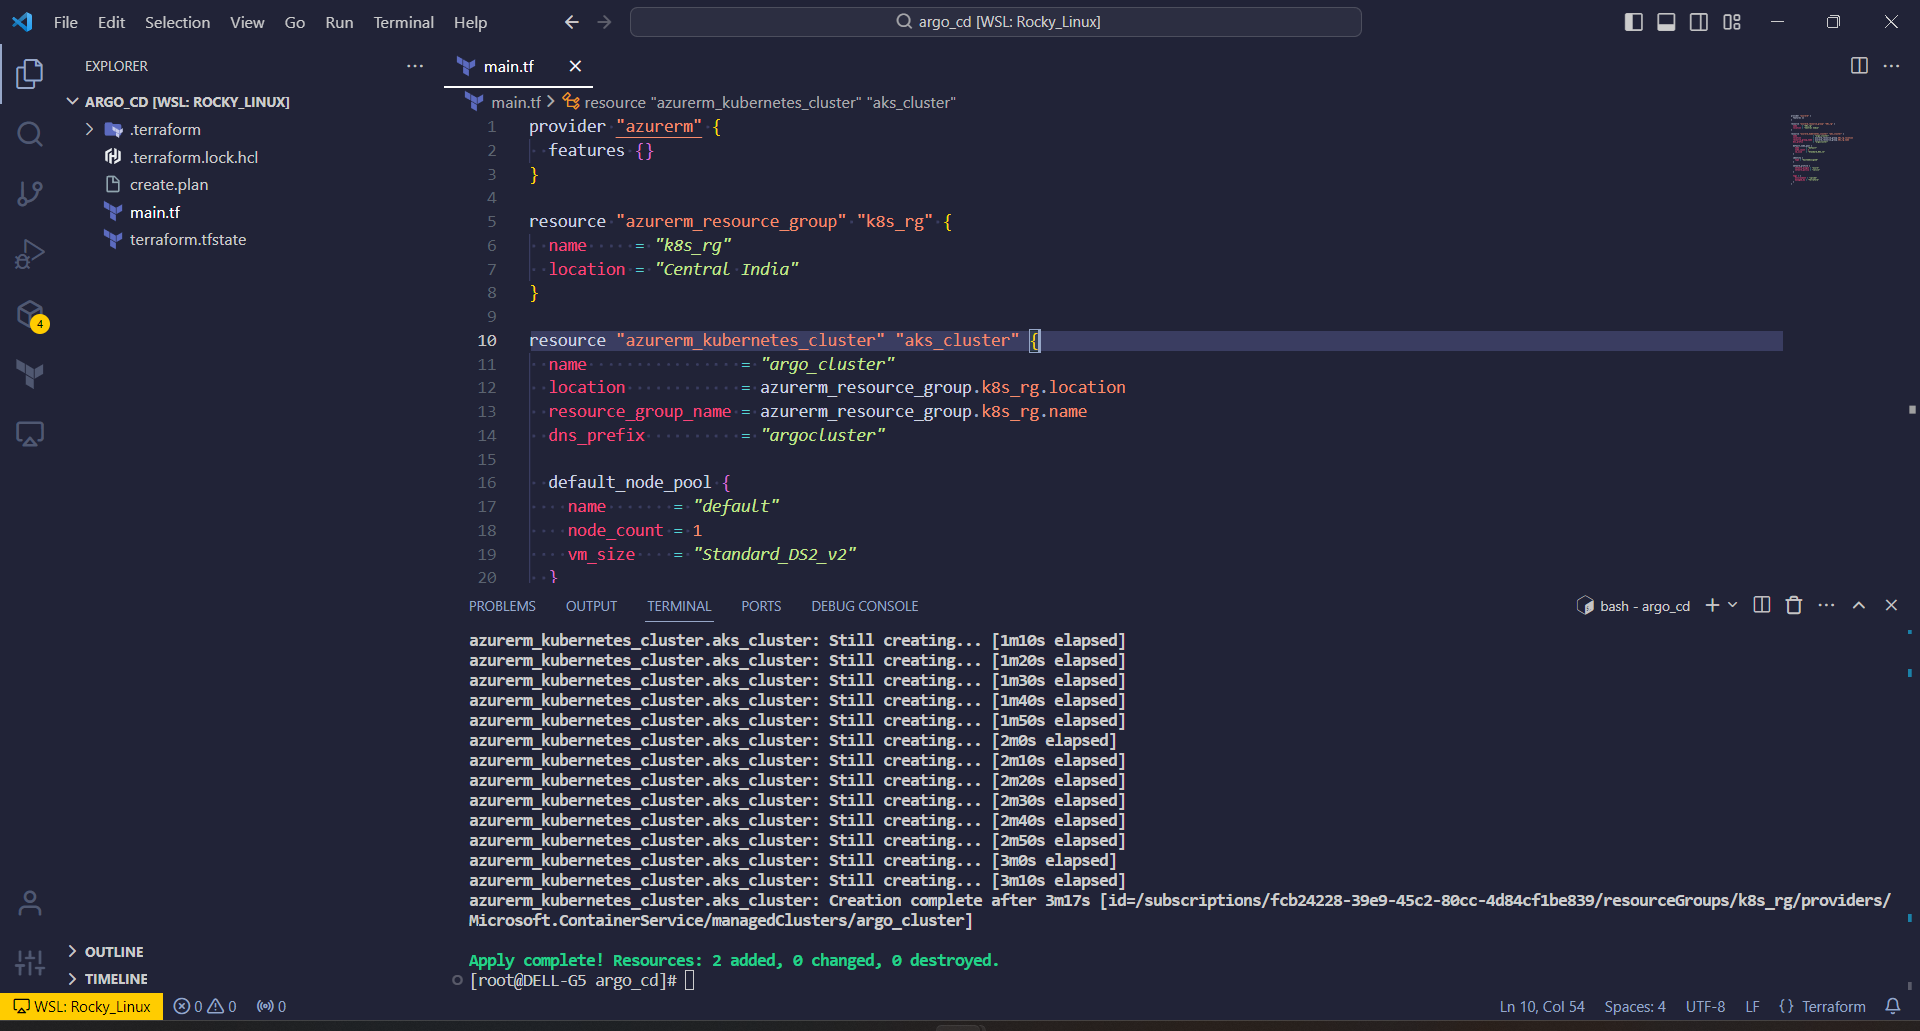 File Edit Selection View Go Run Terminal Help
argo_cd [WSL: Rocky_Linux]
EXPLORER
ARGO_CD [WSL: ROCKY_LINUX]
.terraform
.terraform.lock.hcl
create.plan
main.tf
terraform.tfstate
4
OUTLINE
TIMELINE
main.tf
main.tf > resource "azurerm_kubernetes_cluster" "aks_cluster"
1 provider "azurerm" {
2 features {}
3 }
4
5 resource "azurerm_resource_group" "k8s_rg" {
6 name = "k8s_rg"
7 location = "Central India"
8 }
9
10 resource "azurerm_kubernetes_cluster" "aks_cluster" {
11 name = "argo_cluster"
12 location = azurerm_resource_group.k8s_rg.location
13 resource_group_name = azurerm_resource_group.k8s_rg.name
14 dns_prefix = "argocluster"
15
16 default_node_pool {
17 name = "default"
18 node_count = 1
19 vm_size = "Standard_DS2_v2"
20 }
PROBLEMS OUTPUT TERMINAL PORTS DEBUG CONSOLE
bash - argo_cd
azurerm_kubernetes_cluster.aks_cluster: Still creating... [1m10s elapsed]
azurerm_kubernetes_cluster.aks_cluster: Still creating... [1m20s elapsed]
azurerm_kubernetes_cluster.aks_cluster: Still creating... [1m30s elapsed]
azurerm_kubernetes_cluster.aks_cluster: Still creating... [1m40s elapsed]
azurerm_kubernetes_cluster.aks_cluster: Still creating... [1m50s elapsed]
azurerm_kubernetes_cluster.aks_cluster: Still creating... [2m0s elapsed]
azurerm_kubernetes_cluster.aks_cluster: Still creating... [2m10s elapsed]
azurerm_kubernetes_cluster.aks_cluster: Still creating... [2m20s elapsed]
azurerm_kubernetes_cluster.aks_cluster: Still creating... [2m30s elapsed]
azurerm_kubernetes_cluster.aks_cluster: Still creating... [2m40s elapsed]
azurerm_kubernetes_cluster.aks_cluster: Still creating... [2m50s elapsed]
azurerm_kubernetes_cluster.aks_cluster: Still creating... [3m0s elapsed]
azurerm_kubernetes_cluster.aks_cluster: Still creating... [3m10s elapsed]
azurerm_kubernetes_cluster.aks_cluster: Creation complete after 3m17s [id=/subscriptions/fcb24228-39e9-45c2-80cc-4d84cf1be839/resourceGroups/k8s_rg/providers/
Microsoft.ContainerService/managedClusters/argo_cluster]
Apply complete! Resources: 2 added, 0 changed, 0 destroyed.
[root@DELL-G5 argo_cd]#
WSL: Rocky_Linux 0 0 0 Ln 10, Col 54 Spaces: 4 UTF-8 LF {} Terraform